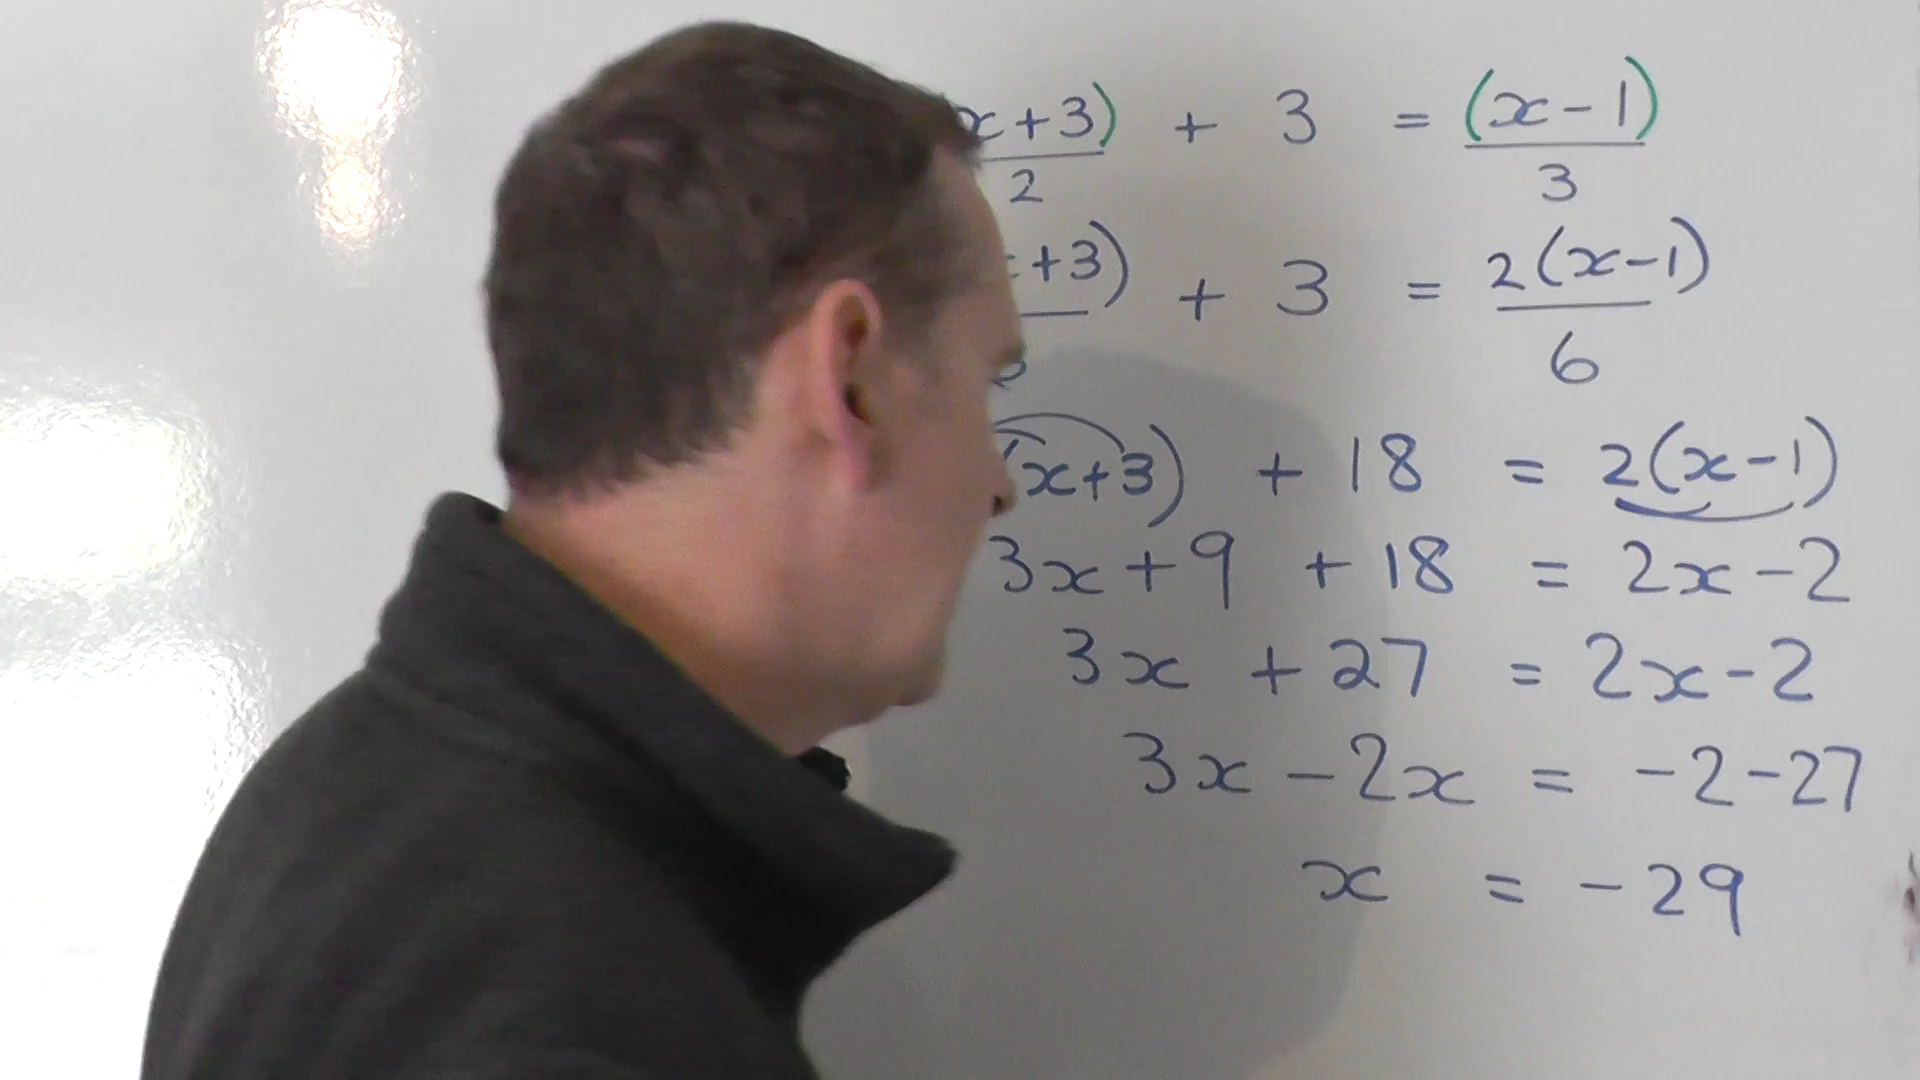 x+3) + 3 = (x-1)
2 3
+3) + 3 = 2(x-1)
6
(x+3) + 18 = 2(x-1)
3x+9 +18 = 2x-2
3x +27 = 2x-2
3x -2x = -2-27
x = -29